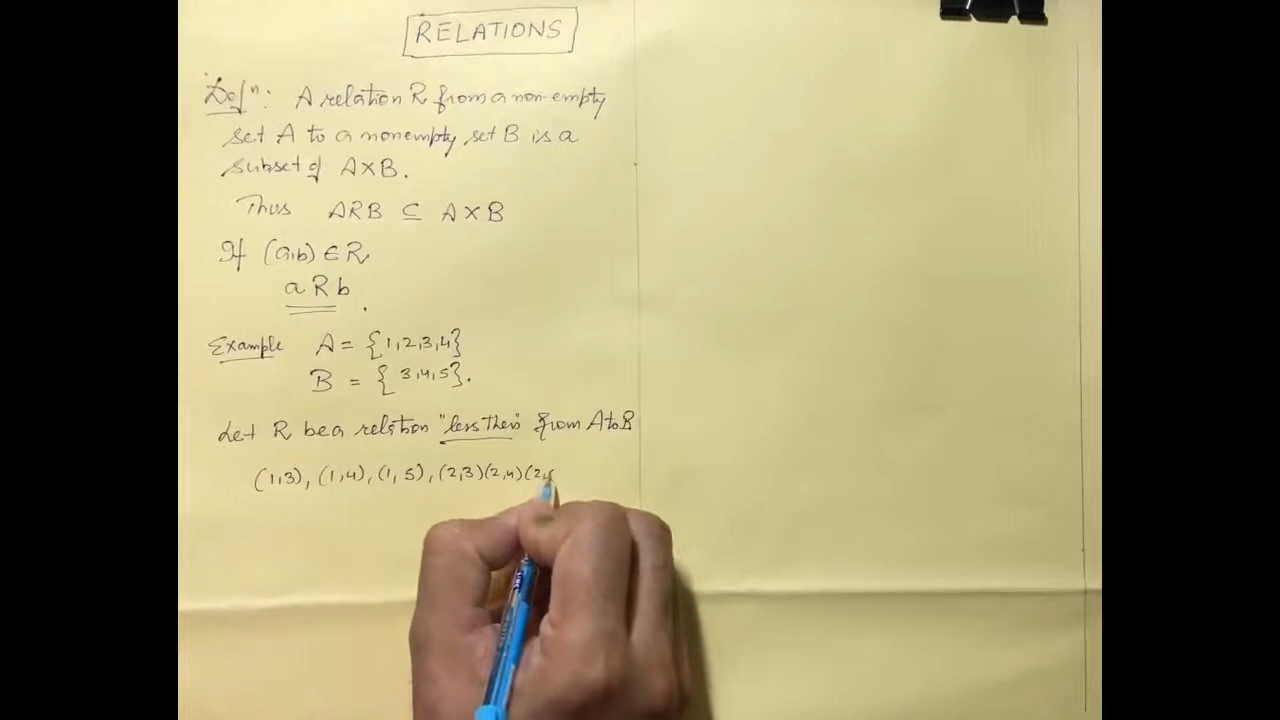 RELATIONS
Defⁿ: A relation R from a non-empty
set A to a nonempty set B is a
subset of A×B.
Thus ARB ⊆ A×B
If (a,b) ∈ R
a R b .
Example A = {1,2,3,4}
B = {3,4,5}.
Let R be a relation "less then" from A to B
(1,3), (1,4), (1,5), (2,3)(2,4)(2,